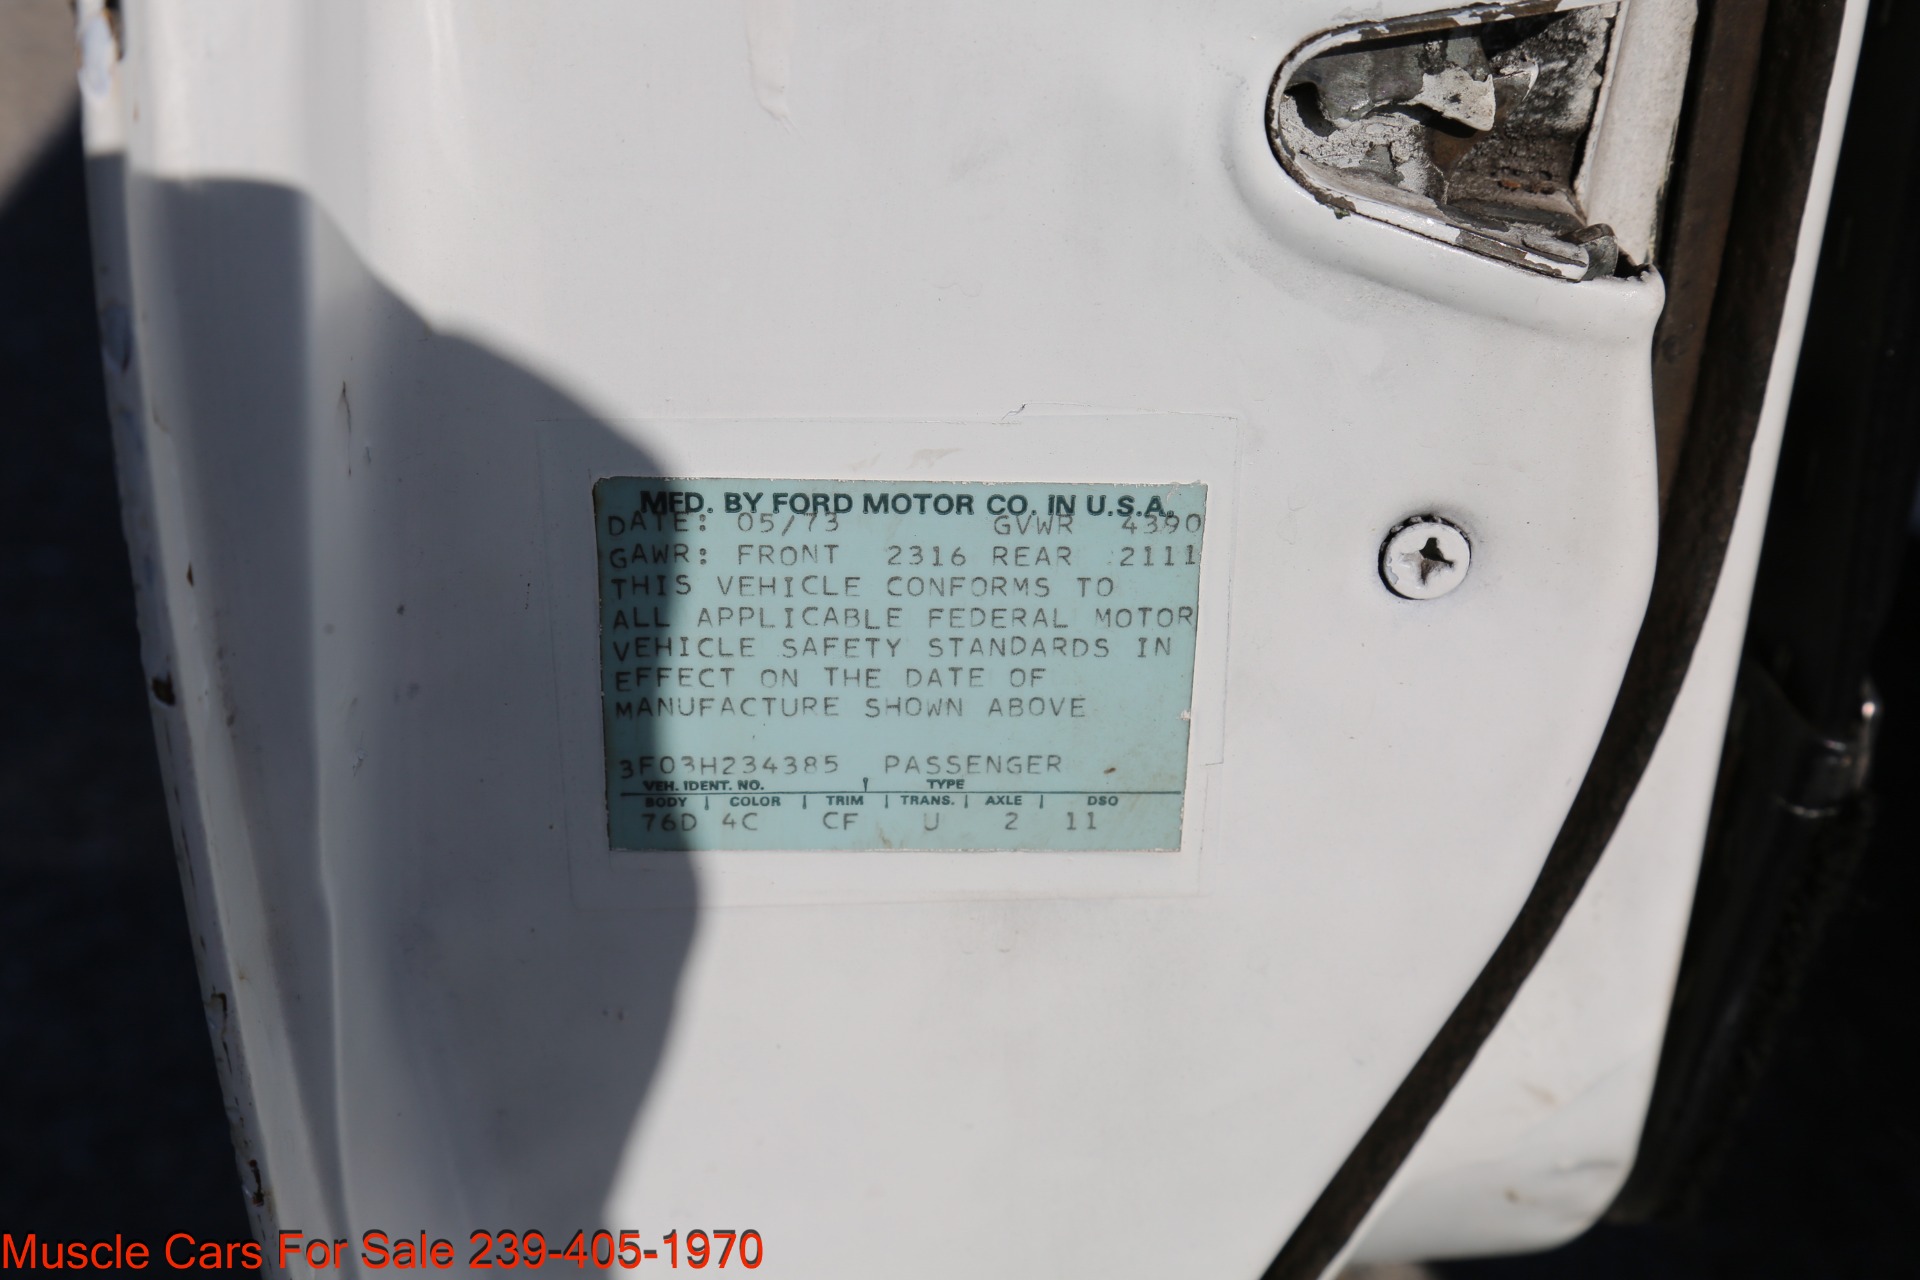 MFD. BY FORD MOTOR CO. IN U.S.A.
DATE: 05/73 GVWR 4390
GAWR: FRONT 2316 REAR 2111
THIS VEHICLE CONFORMS TO
ALL APPLICABLE FEDERAL MOTOR
VEHICLE SAFETY STANDARDS IN
EFFECT ON THE DATE OF
MANUFACTURE SHOWN ABOVE
3F03H234385 PASSENGER
VEH. IDENT. NO. | TYPE
BODY | COLOR | TRIM | TRANS. | AXLE | DSO
76D 4C CF U 2 11
Muscle Cars For Sale 239-405-1970